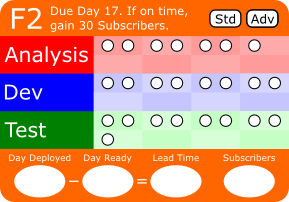 F2
Due Day 17. If on time,
gain 30 Subscribers.
Std Adv
Analysis
Dev
Test
Day Deployed Day Ready Lead Time Subscribers
– =